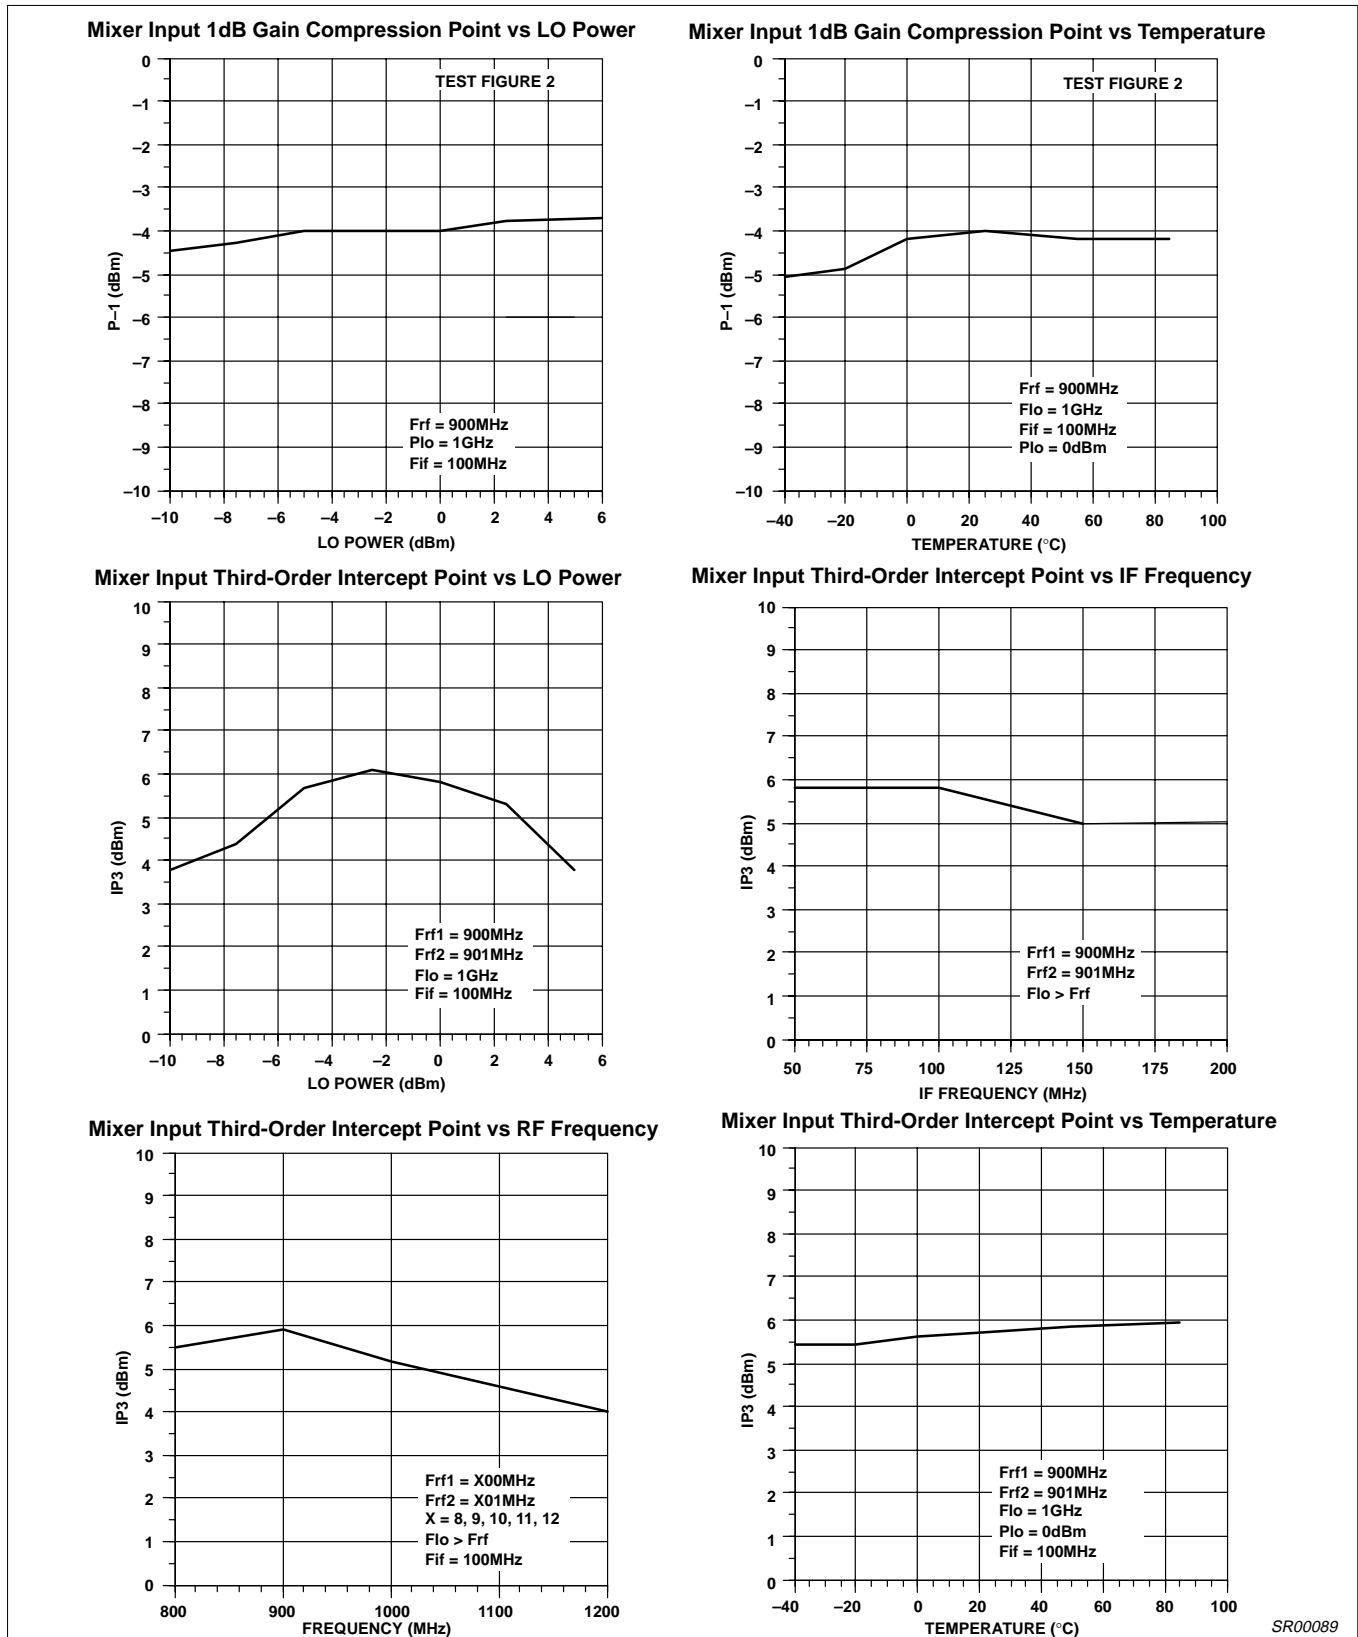 Mixer Input 1dB Gain Compression Point vs LO Power
0
–1
–2
–3
–4
–5
–6
–7
–8
–9
–10
P–1 (dBm)
TEST FIGURE 2
Frf = 900MHz
Plo = 1GHz
Fif = 100MHz
–10 –8 –6 –4 –2 0 2 4 6
LO POWER (dBm)
Mixer Input 1dB Gain Compression Point vs Temperature
0
–1
–2
–3
–4
–5
–6
–7
–8
–9
–10
P–1 (dBm)
TEST FIGURE 2
Frf = 900MHz
Flo = 1GHz
Fif = 100MHz
Plo = 0dBm
–40 –20 0 20 40 60 80 100
TEMPERATURE (°C)
Mixer Input Third-Order Intercept Point vs LO Power
10
9
8
7
6
5
4
3
2
1
0
IP3 (dBm)
Frf1 = 900MHz
Frf2 = 901MHz
Flo = 1GHz
Fif = 100MHz
–10 –8 –6 –4 –2 0 2 4 6
LO POWER (dBm)
Mixer Input Third-Order Intercept Point vs IF Frequency
10
9
8
7
6
5
4
3
2
1
0
IP3 (dBm)
Frf1 = 900MHz
Frf2 = 901MHz
Flo > Frf
50 75 100 125 150 175 200
IF FREQUENCY (MHz)
Mixer Input Third-Order Intercept Point vs RF Frequency
10
9
8
7
6
5
4
3
2
1
0
IP3 (dBm)
Frf1 = X00MHz
Frf2 = X01MHz
X = 8, 9, 10, 11, 12
Flo > Frf
Fif = 100MHz
800 900 1000 1100 1200
FREQUENCY (MHz)
Mixer Input Third-Order Intercept Point vs Temperature
10
9
8
7
6
5
4
3
2
1
0
IP3 (dBm)
Frf1 = 900MHz
Frf2 = 901MHz
Flo = 1GHz
Plo = 0dBm
Fif = 100MHz
–40 –20 0 20 40 60 80 100
TEMPERATURE (°C)
SR00089